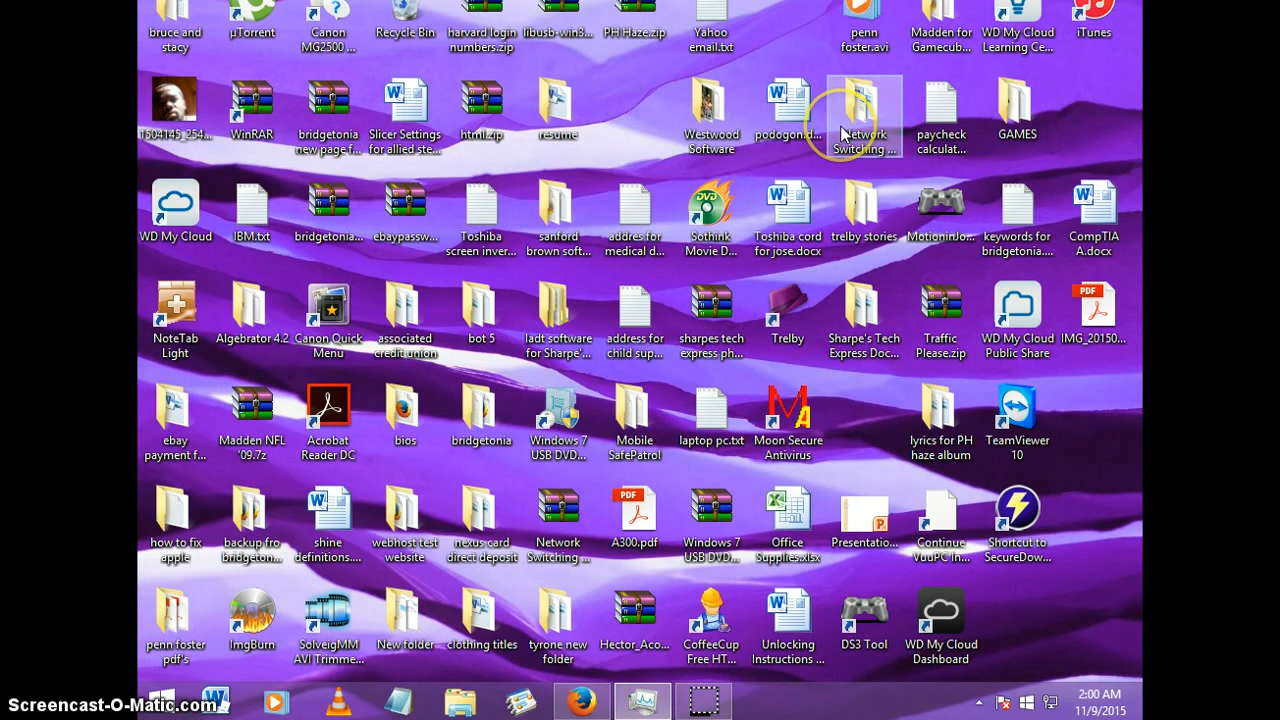 bruce and
stacy
µTorrent
Canon
MG2500 ...
Recycle Bin
harvard login
numbers.zip
libusb-win3...
PH Haze.zip
Yahoo
email.txt
penn
foster.avi
Madden for
Gamecub...
WD My Cloud
Learning Ce...
iTunes
1504145_254...
WinRAR
bridgetonia
new page f...
Slicer Settings
for allied ste...
html.zip
resume
Westwood
Software
podogon.d...
Network
Switching ...
paycheck
calculat...
GAMES
WD My Cloud
IBM.txt
bridgetonia...
ebaypassw...
Toshiba
screen inver...
sanford
brown soft...
addres for
medical d...
DVD
Sothink
Movie D...
Toshiba cord
for jose.docx
trelby stories
MotioninJo...
keywords for
bridgetonia....
CompTIA
A.docx
NoteTab
Light
Algebrator 4.2
Canon Quick
Menu
associated
credit union
bot 5
ladt software
for Sharpe'...
address for
child sup...
sharpes tech
express ph...
Trelby
Sharpe's Tech
Express Doc...
Traffic
Please.zip
WD My Cloud
Public Share
PDF
IMG_20150...
ebay
payment f...
Madden NFL
'09.7z
Acrobat
Reader DC
bios
bridgetonia
Windows 7
USB DVD...
Mobile
SafePatrol
laptop pc.txt
MA
Moon Secure
Antivirus
lyrics for PH
haze album
TeamViewer
10
how to fix
apple
backup fro
bridgeton...
shine
definitions....
webhost test
website
nexus card
direct deposit
Network
Switching ...
PDF
A300.pdf
Windows 7
USB DVD...
Office
Supplies.xlsx
Presentatio...
Continue
VuuPC In...
Shortcut to
SecureDow...
penn foster
pdf's
ImgBurn
SolveigMM
AVI Trimme...
New folder
clothing titles
tyrone new
folder
Hector_Aco...
CoffeeCup
Free HT...
Unlocking
Instructions ...
DS3 Tool
WD My Cloud
Dashboard
Screencast-O-Matic.com
2:00 AM
11/9/2015